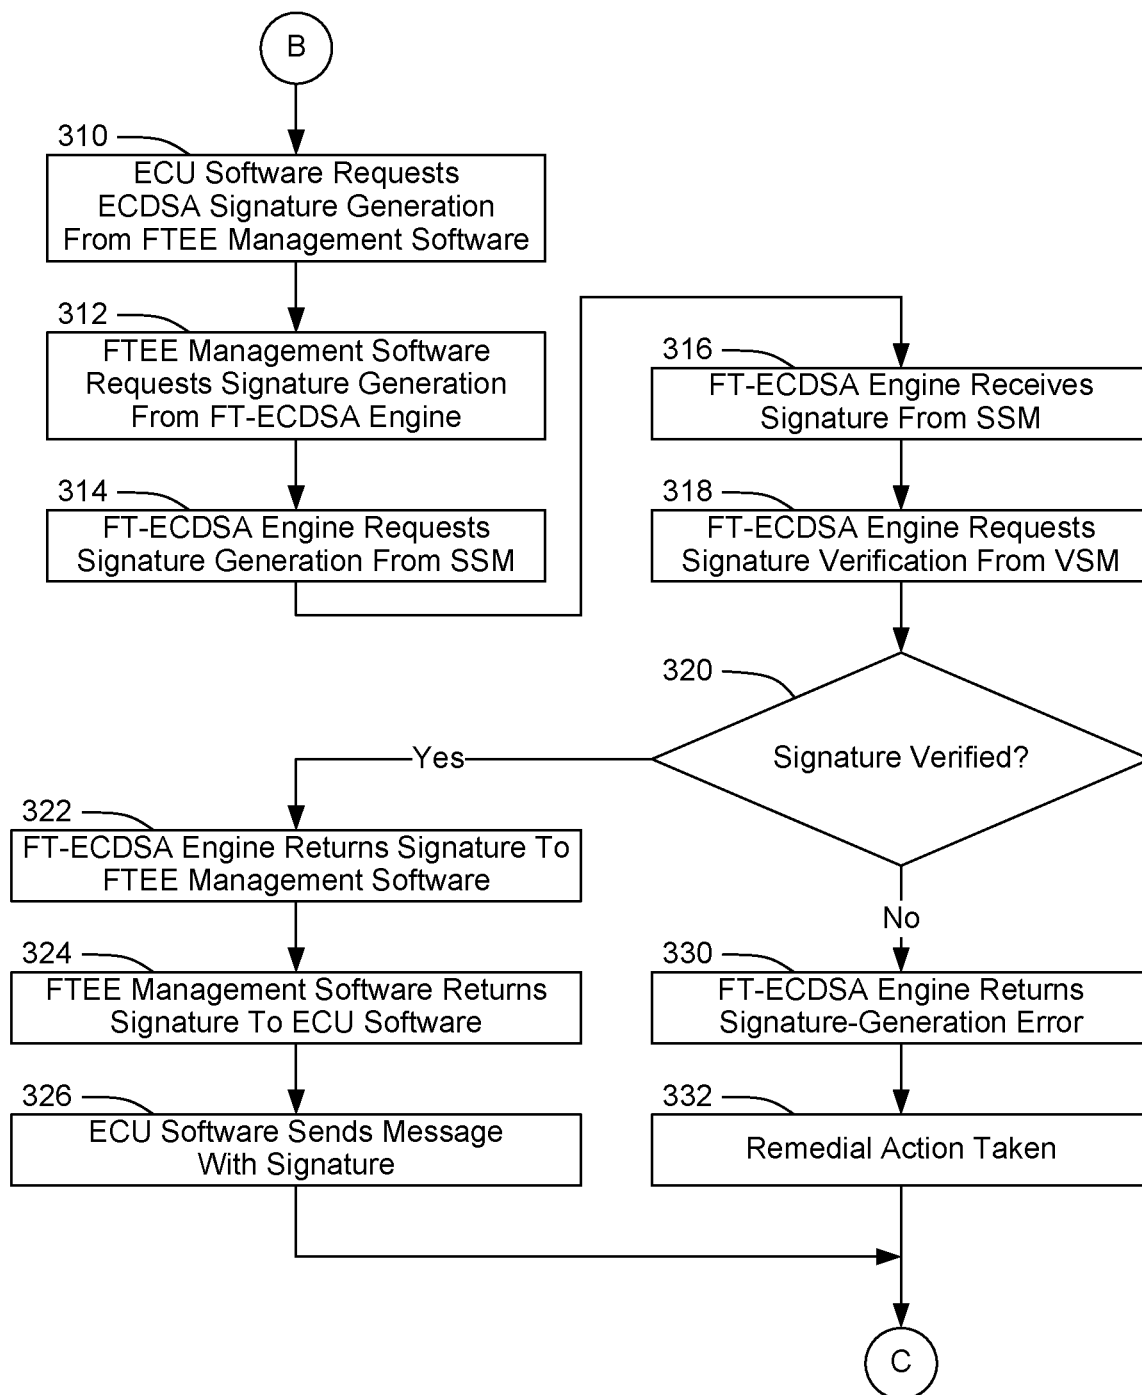 B
310
ECU Software Requests
ECDSA Signature Generation
From FTEE Management Software
312
FTEE Management Software
Requests Signature Generation
From FT-ECDSA Engine
314
FT-ECDSA Engine Requests
Signature Generation From SSM
316
FT-ECDSA Engine Receives
Signature From SSM
318
FT-ECDSA Engine Requests
Signature Verification From VSM
320
Signature Verified?
Yes
322
FT-ECDSA Engine Returns Signature To
FTEE Management Software
324
FTEE Management Software Returns
Signature To ECU Software
326
ECU Software Sends Message
With Signature
No
330
FT-ECDSA Engine Returns
Signature-Generation Error
332
Remedial Action Taken
C